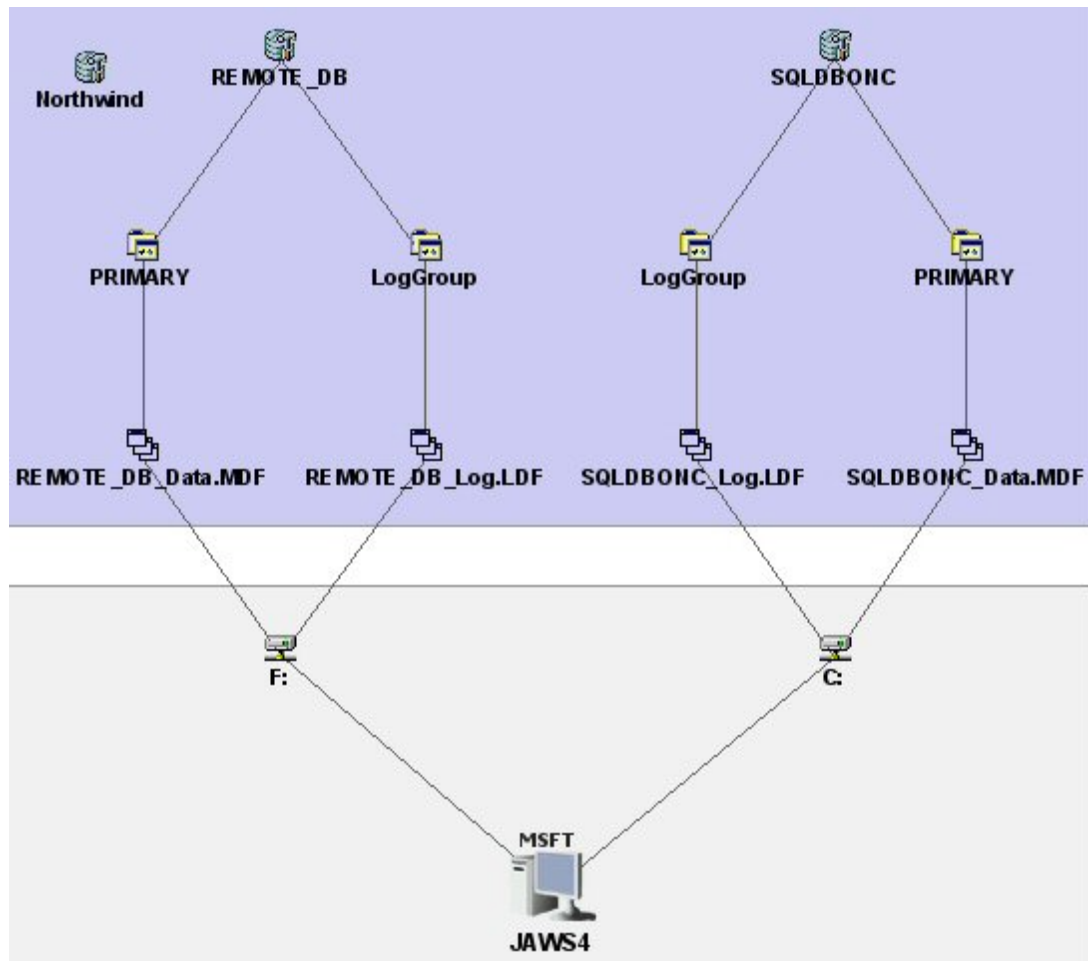 REMOTE_DB
SQLDBONC
Northwind
PRIMARY
LogGroup
LogGroup
PRIMARY
REMOTE_DB_Data.MDF
REMOTE_DB_Log.LDF
SQLDBONC_Log.LDF
SQLDBONC_Data.MDF
F:
C:
MSFT
JAWS4